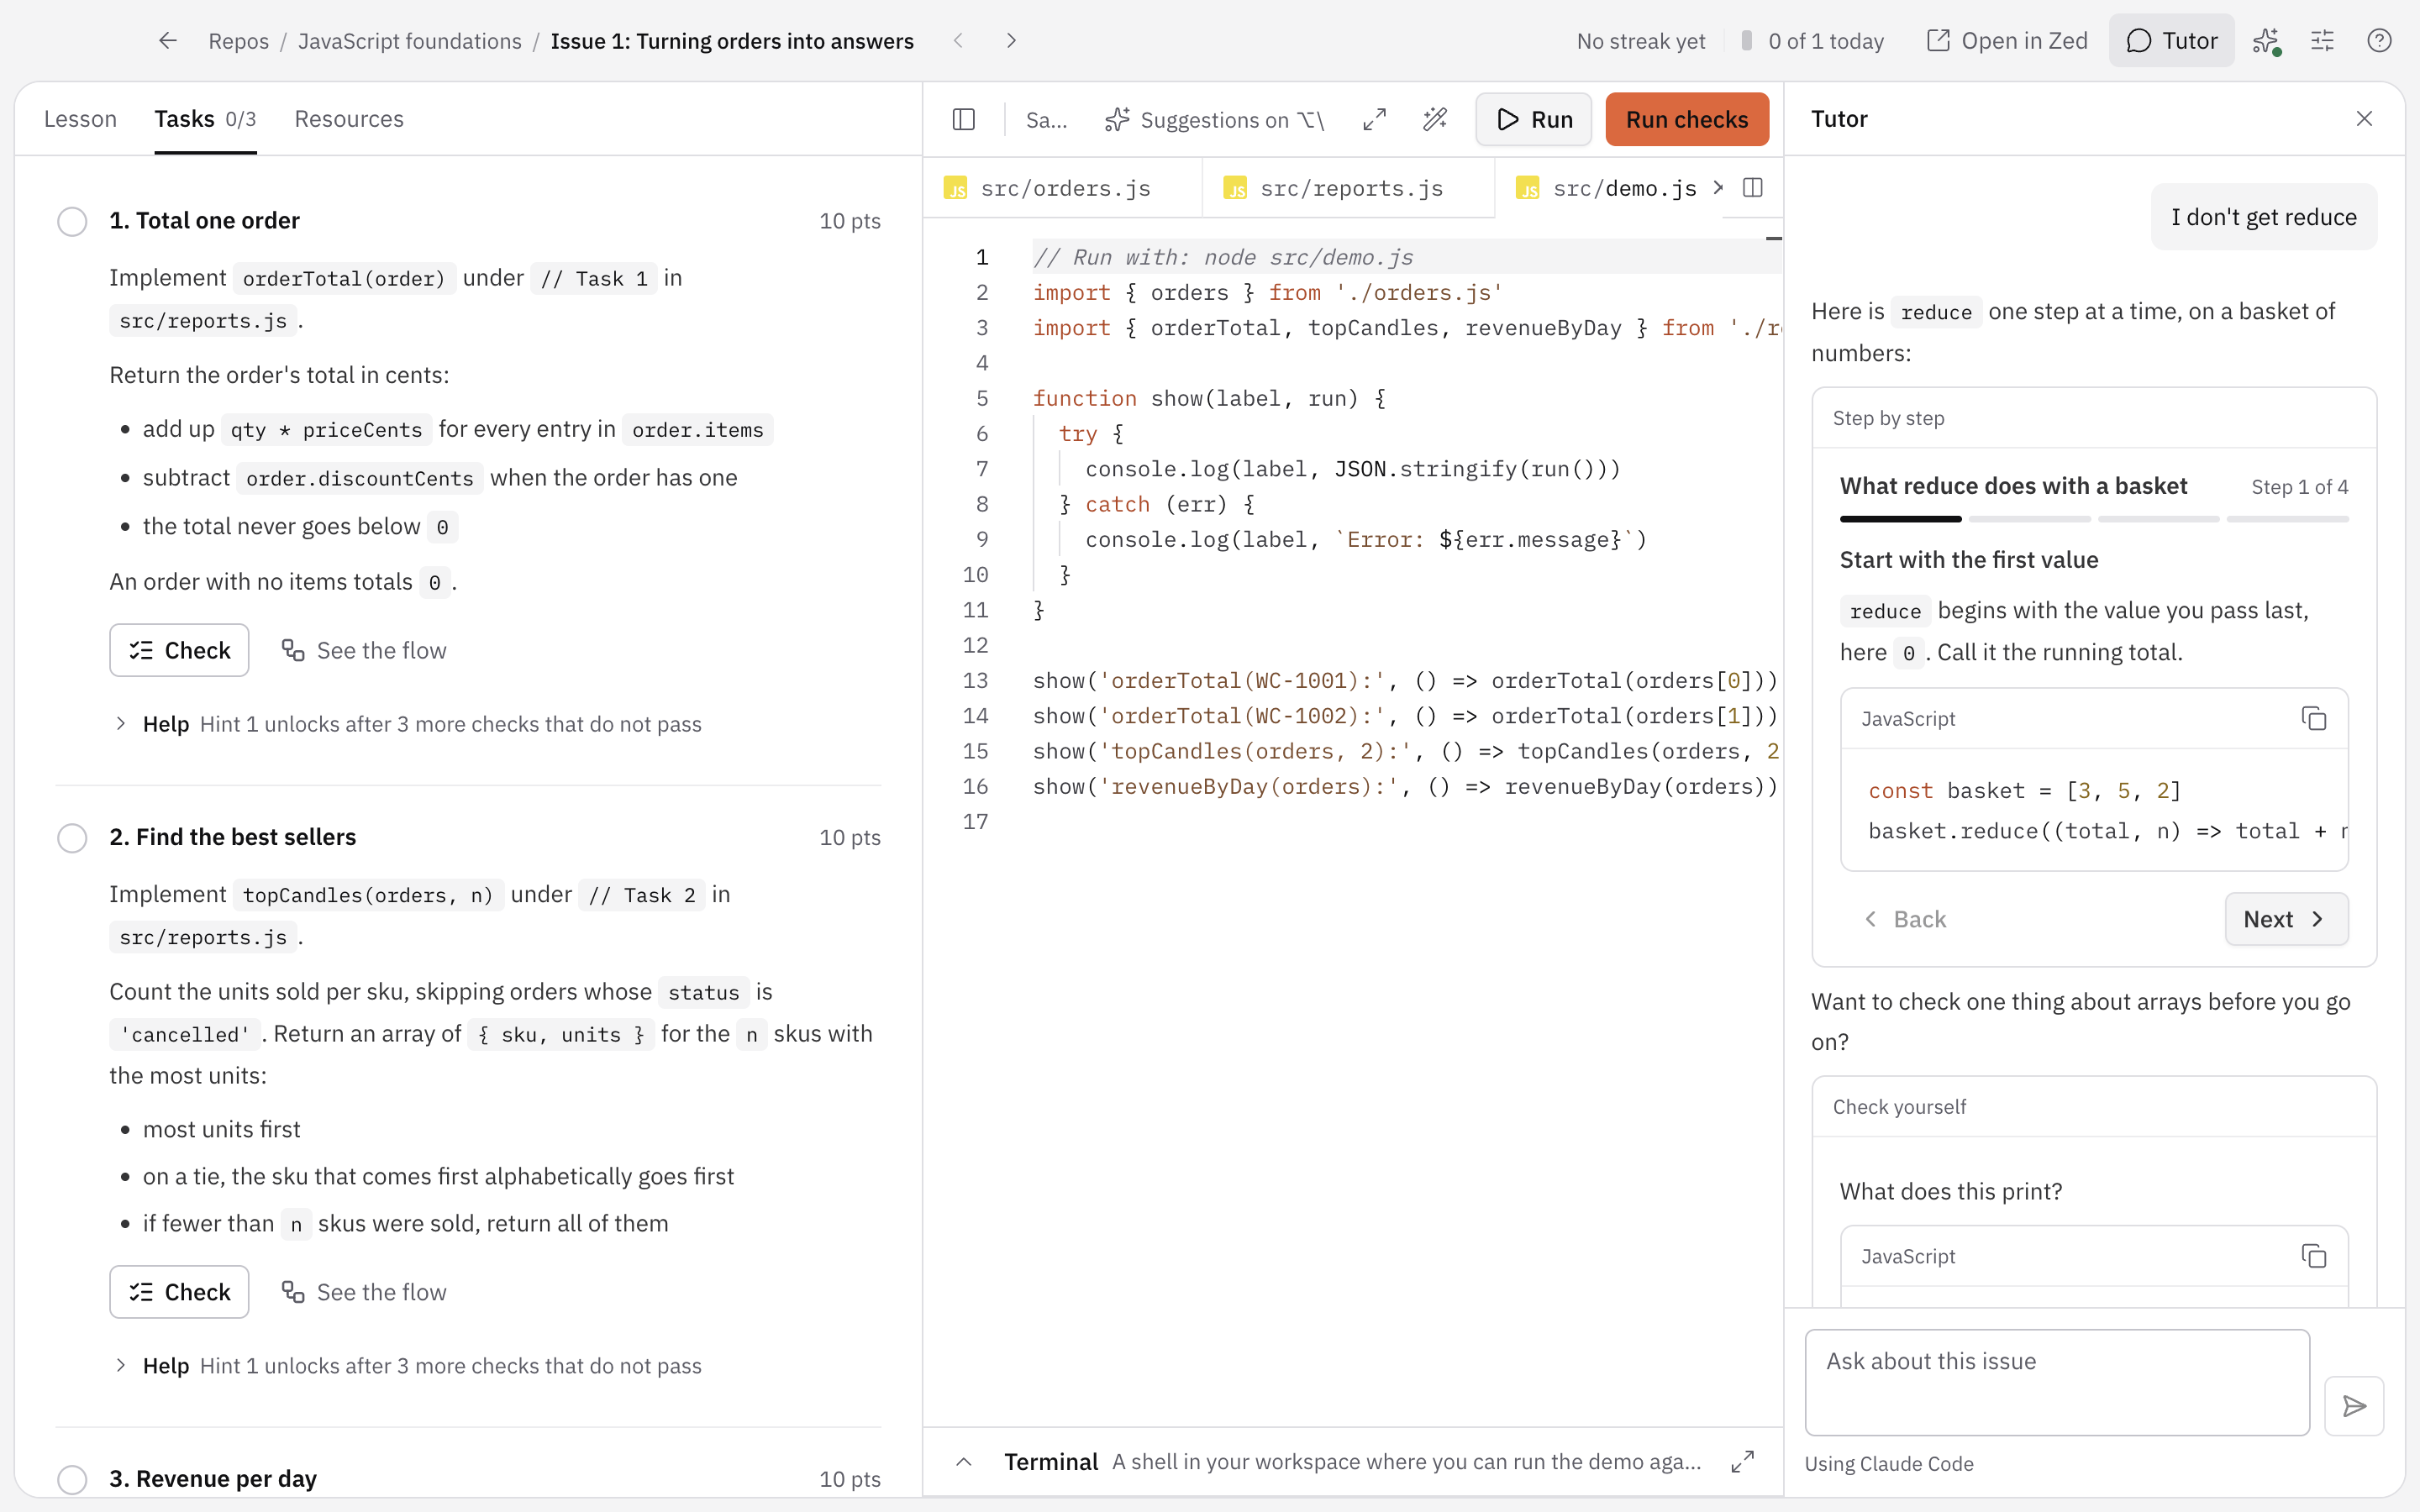 Repos / JavaScript foundations / Issue 1: Turning orders into answers
No streak yet
0 of 1 today
Open in Zed
Tutor
Lesson
Tasks 0/3
Resources
1. Total one order
10 pts
Implement orderTotal(order) under // Task 1 in
src/reports.js .
Return the order's total in cents:
• add up qty * priceCents for every entry in order.items
• subtract order.discountCents when the order has one
• the total never goes below 0
An order with no items totals 0 .
Check
See the flow
Help Hint 1 unlocks after 3 more checks that do not pass
2. Find the best sellers
10 pts
Implement topCandles(orders, n) under // Task 2 in
src/reports.js .
Count the units sold per sku, skipping orders whose status is
'cancelled' . Return an array of { sku, units } for the n skus with
the most units:
• most units first
• on a tie, the sku that comes first alphabetically goes first
• if fewer than n skus were sold, return all of them
Check
See the flow
Help Hint 1 unlocks after 3 more checks that do not pass
3. Revenue per day
10 pts
Sa...
Suggestions on ⌥\
Run
Run checks
JS src/orders.js
JS src/reports.js
JS src/demo.js
1 // Run with: node src/demo.js
2 import { orders } from './orders.js'
3 import { orderTotal, topCandles, revenueByDay } from './r
4
5 function show(label, run) {
6 try {
7 console.log(label, JSON.stringify(run()))
8 } catch (err) {
9 console.log(label, `Error: ${err.message}`)
10 }
11 }
12
13 show('orderTotal(WC-1001):', () => orderTotal(orders[0]))
14 show('orderTotal(WC-1002):', () => orderTotal(orders[1]))
15 show('topCandles(orders, 2):', () => topCandles(orders, 2
16 show('revenueByDay(orders):', () => revenueByDay(orders))
17
Terminal A shell in your workspace where you can run the demo aga...
Tutor
I don't get reduce
Here is reduce one step at a time, on a basket of
numbers:
Step by step
What reduce does with a basket
Step 1 of 4
Start with the first value
reduce begins with the value you pass last,
here 0 . Call it the running total.
JavaScript
const basket = [3, 5, 2]
basket.reduce((total, n) => total + n
Back
Next
Want to check one thing about arrays before you go
on?
Check yourself
What does this print?
JavaScript
Ask about this issue
Using Claude Code